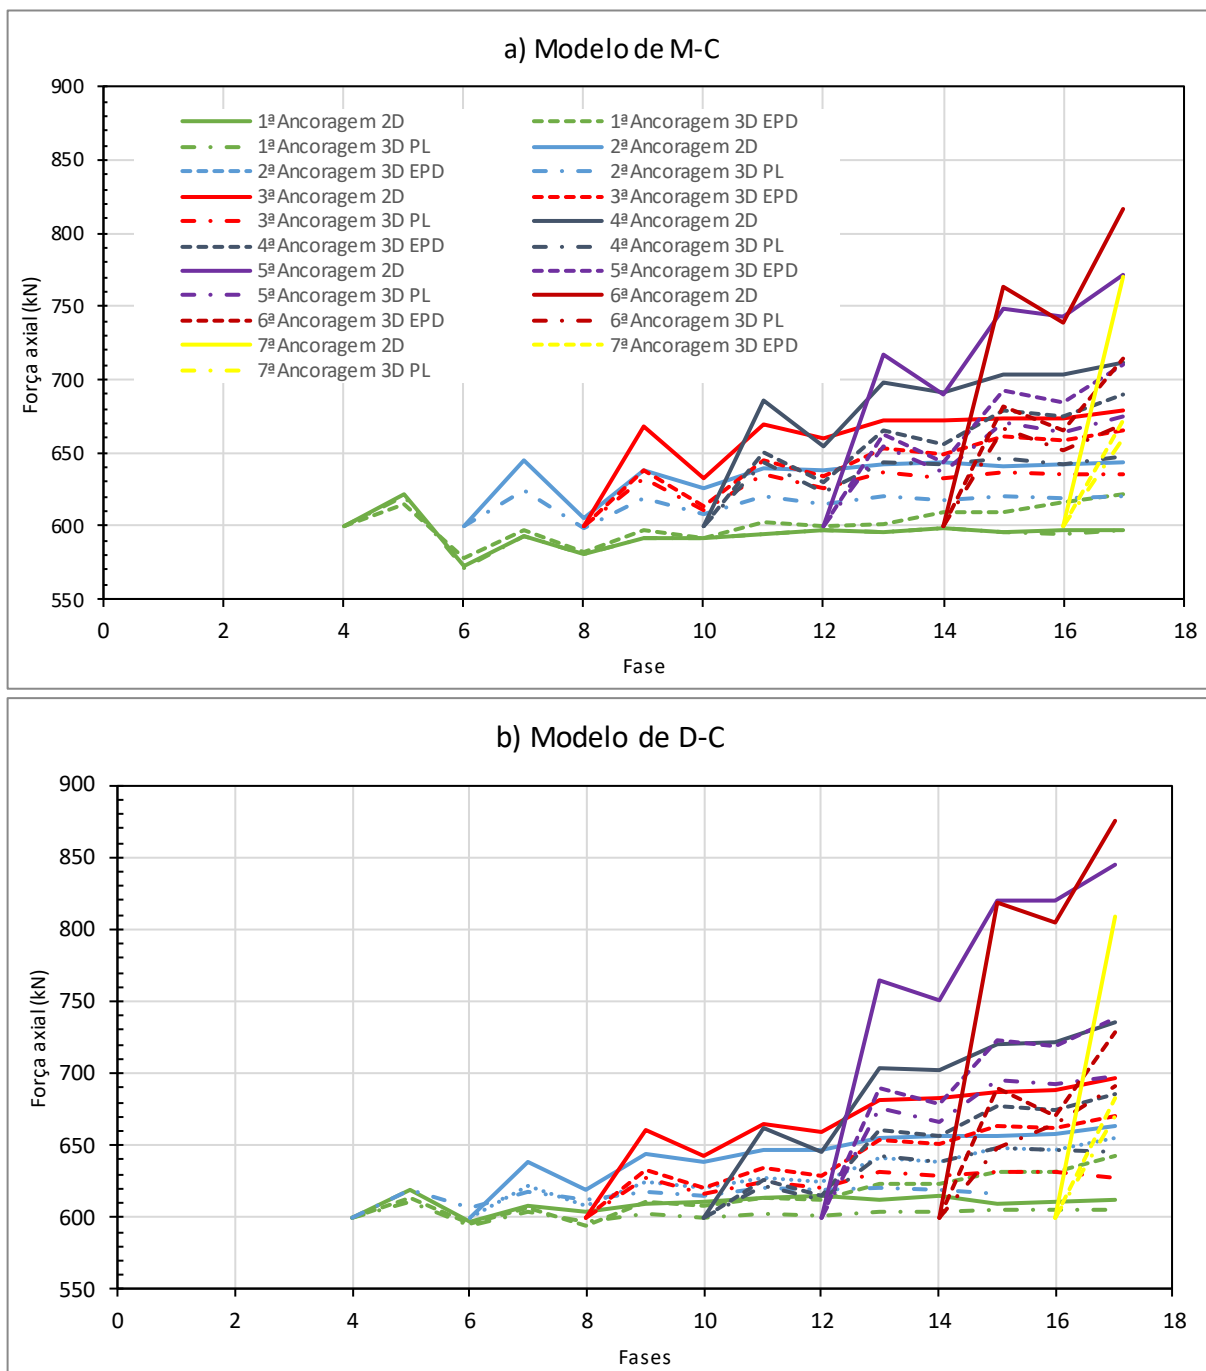 a) Modelo de M-C
900
850
800
750
700
650
600
550
Força axial (kN)
1ª Ancoragem 2D
1ª Ancoragem 3D EPD
1ª Ancoragem 3D PL
2ª Ancoragem 2D
2ª Ancoragem 3D EPD
2ª Ancoragem 3D PL
3ª Ancoragem 2D
3ª Ancoragem 3D EPD
3ª Ancoragem 3D PL
4ª Ancoragem 2D
4ª Ancoragem 3D EPD
4ª Ancoragem 3D PL
5ª Ancoragem 2D
5ª Ancoragem 3D EPD
5ª Ancoragem 3D PL
6ª Ancoragem 2D
6ª Ancoragem 3D EPD
6ª Ancoragem 3D PL
7ª Ancoragem 2D
7ª Ancoragem 3D EPD
7ª Ancoragem 3D PL
0 2 4 6 8 10 12 14 16 18
Fase
b) Modelo de D-C
900
850
800
750
700
650
600
550
Força axial (kN)
0 2 4 6 8 10 12 14 16 18
Fases